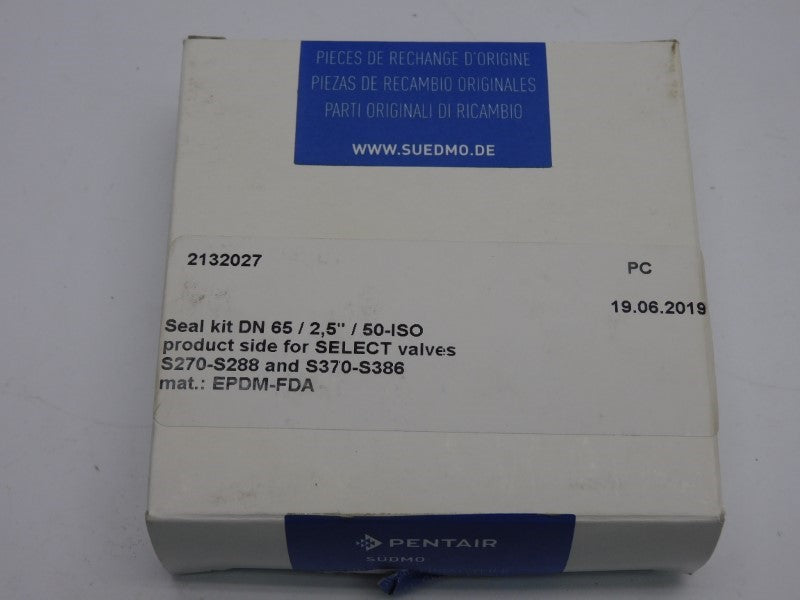 PIECES DE RECHANGE D'ORIGINE
PIEZAS DE RECAMBIO ORIGINALES
PARTI ORIGINALI DI RICAMBIO
WWW.SUEDMO.DE
2132027
PC
19.06.2019
Seal kit DN 65 / 2,5" / 50-ISO
product side for SELECT valves
S270-S288 and S370-S386
mat.: EPDM-FDA
PENTAIR
SÜDMO